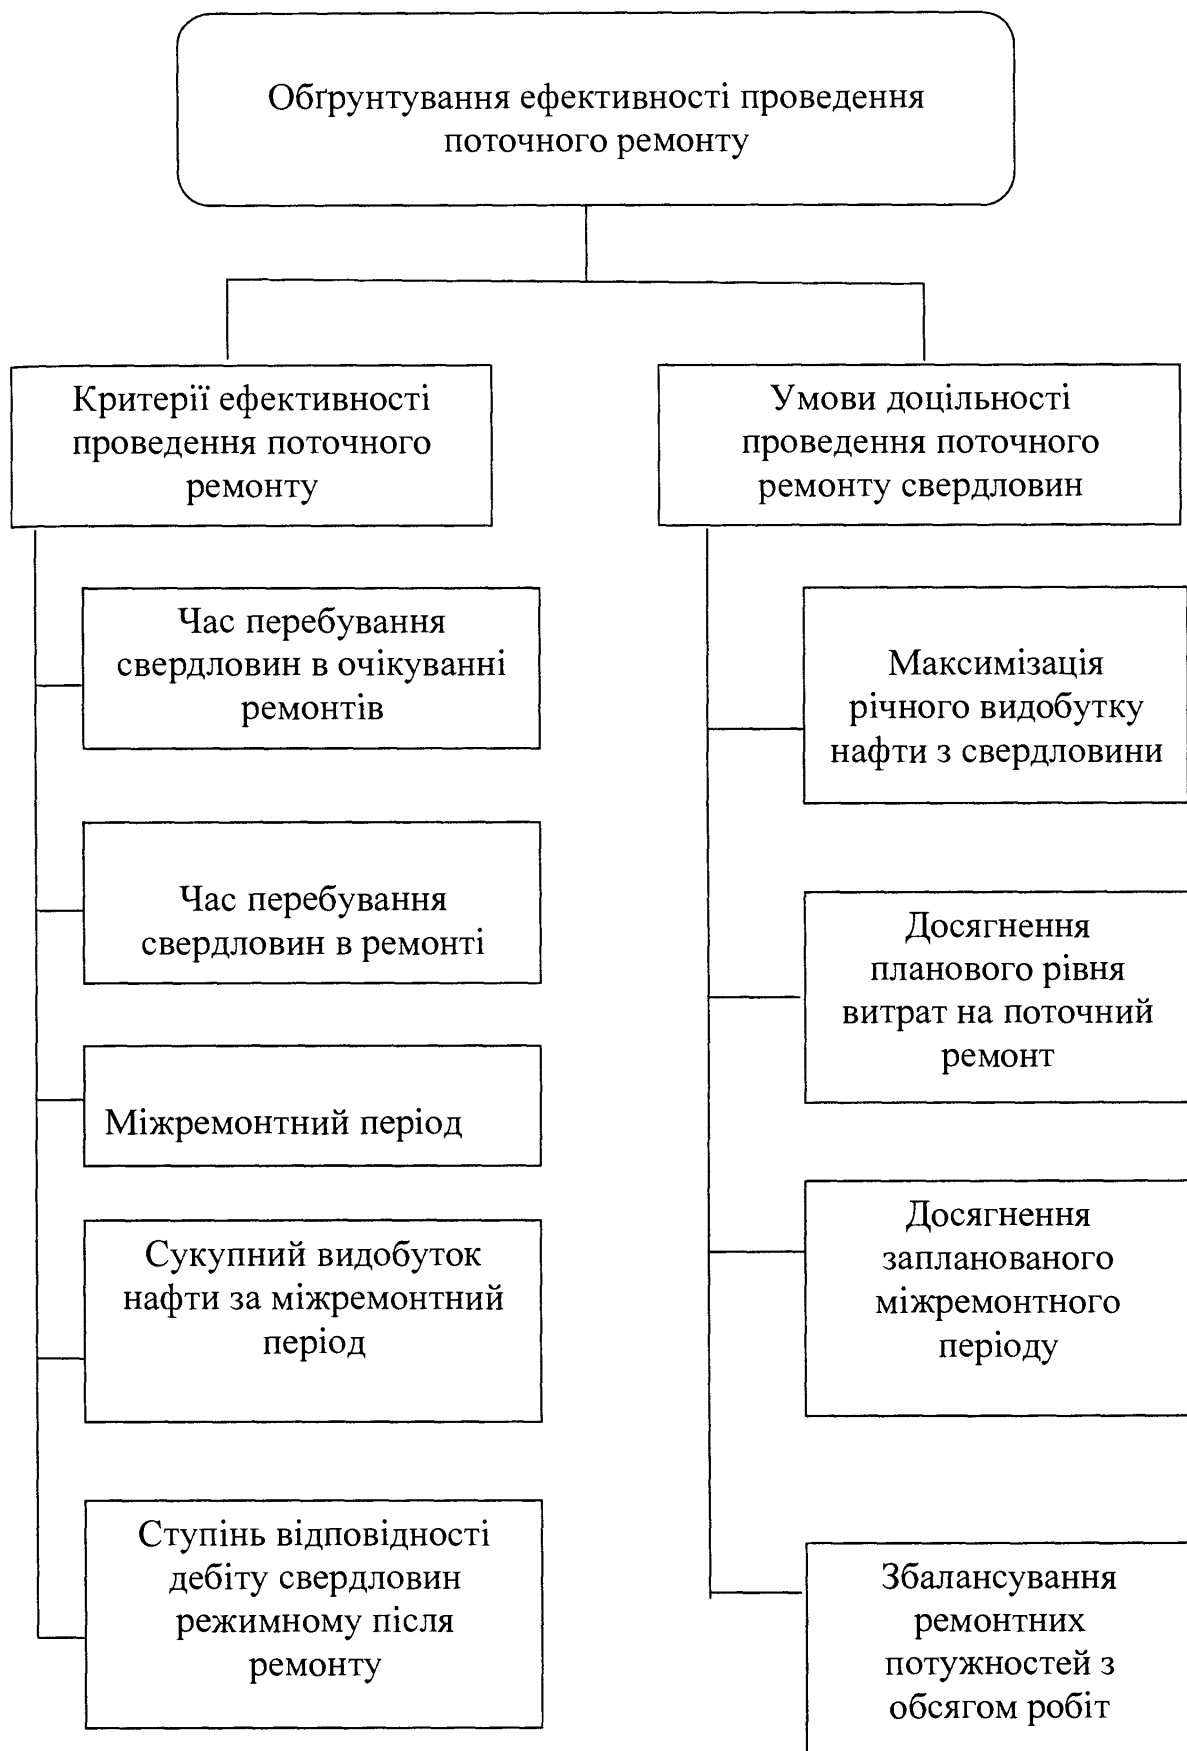 Обґрунтування ефективності проведення
поточного ремонту
Критерії ефективності
проведення поточного
ремонту
Час перебування
свердловин в очікуванні
ремонтів
Час перебування
свердловин в ремонті
Міжремонтний період
Сукупний видобуток
нафти за міжремонтний
період
Ступінь відповідності
дебіту свердловин
режимному після
ремонту
Умови доцільності
проведення поточного
ремонту свердловин
Максимізація
річного видобутку
нафти з свердловини
Досягнення
планового рівня
витрат на поточний
ремонт
Досягнення
запланованого
міжремонтного
періоду
Збалансування
ремонтних
потужностей з
обсягом робіт